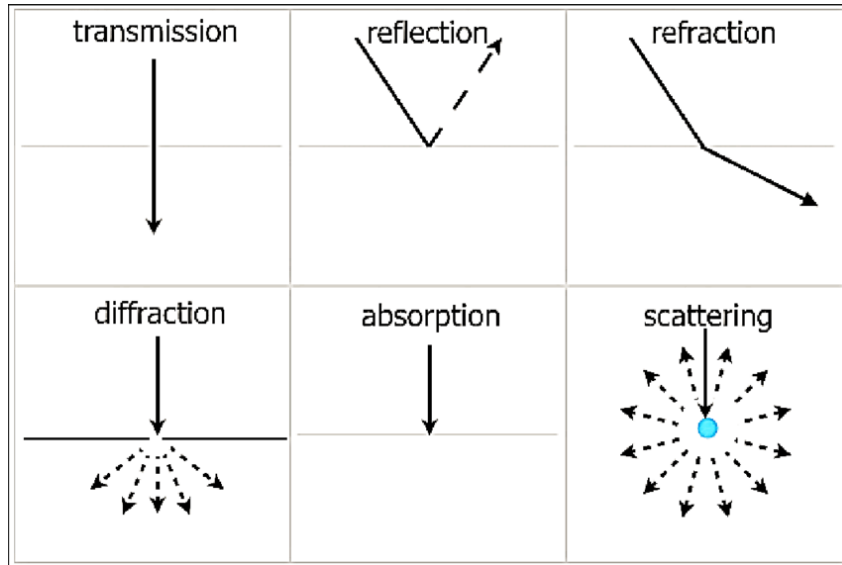 transmission
reflection
refraction
diffraction
absorption
scattering